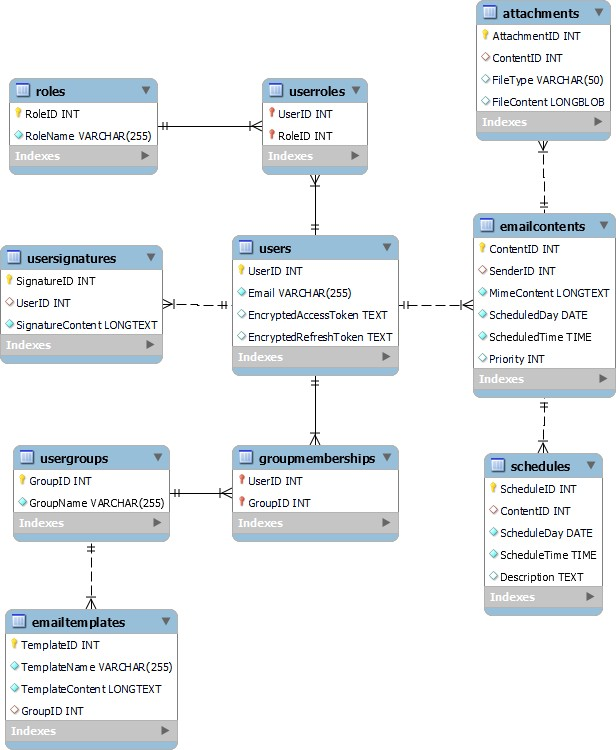 attachments
AttachmentID INT
ContentID INT
FileType VARCHAR(50)
FileContent LONGBLOB
Indexes
roles
RoleID INT
RoleName VARCHAR(255)
Indexes
userroles
UserID INT
RoleID INT
Indexes
usersignatures
SignatureID INT
UserID INT
SignatureContent LONGTEXT
Indexes
users
UserID INT
Email VARCHAR(255)
EncryptedAccessToken TEXT
EncryptedRefreshToken TEXT
Indexes
emailcontents
ContentID INT
SenderID INT
MimeContent LONGTEXT
ScheduledDay DATE
ScheduledTime TIME
Priority INT
Indexes
usergroups
GroupID INT
GroupName VARCHAR(255)
Indexes
groupmemberships
UserID INT
GroupID INT
Indexes
schedules
ScheduleID INT
ContentID INT
ScheduleDay DATE
ScheduleTime TIME
Description TEXT
Indexes
emailtemplates
TemplateID INT
TemplateName VARCHAR(255)
TemplateContent LONGTEXT
GroupID INT
Indexes